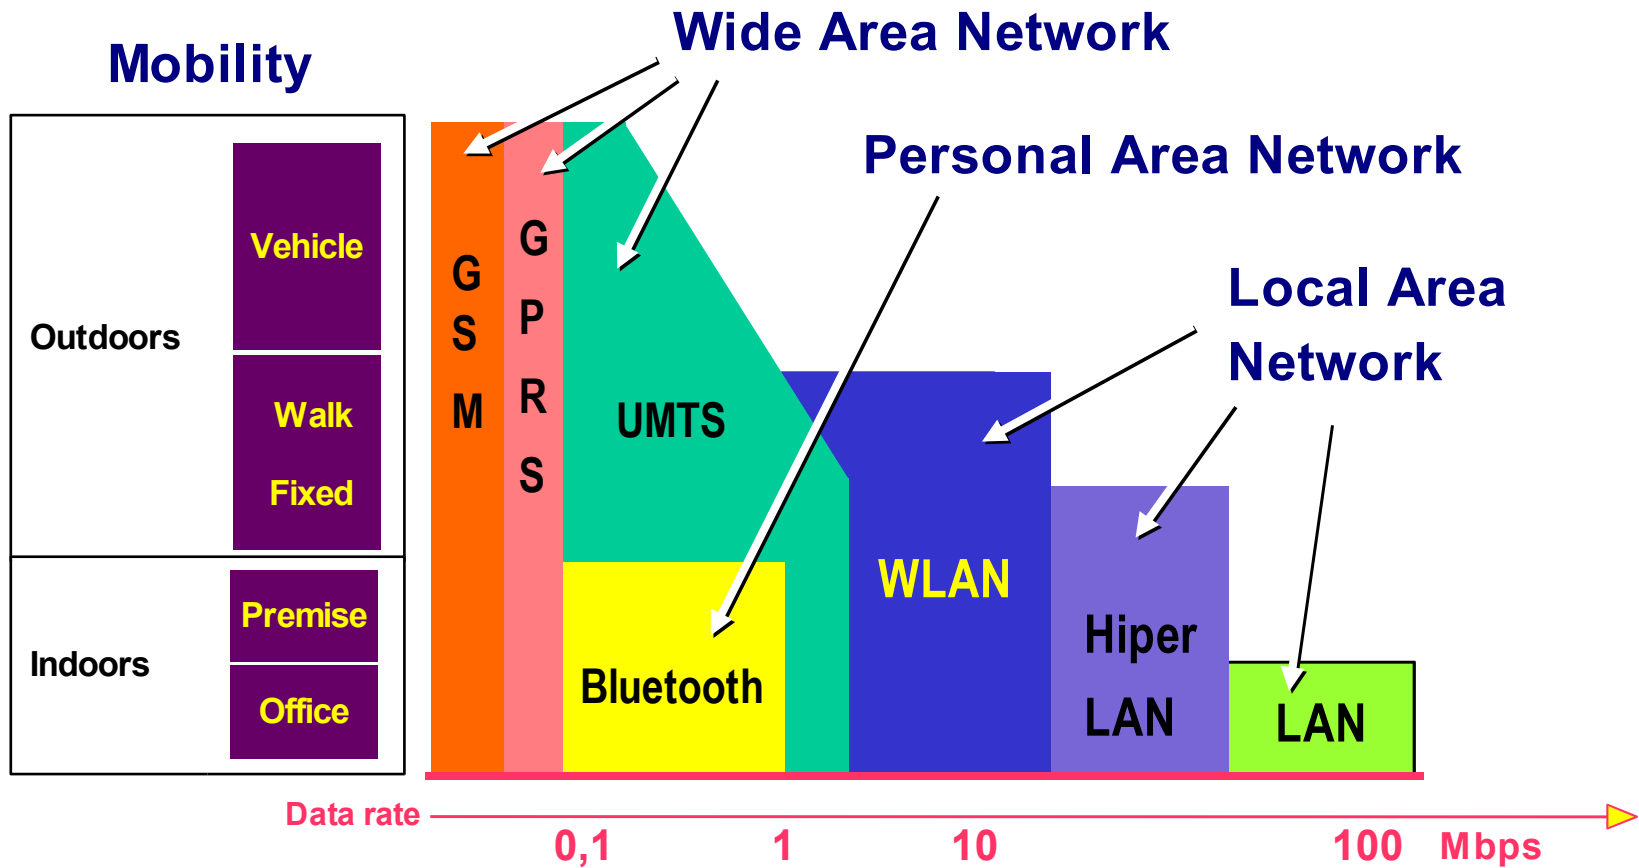 Wide Area Network
Mobility
Personal Area Network
Local Area
Network
Outdoors
Vehicle
Walk
Fixed
Indoors
Premise
Office
G
S
M
G
P
R
S
UMTS
Bluetooth
WLAN
Hiper
LAN
LAN
Data rate
0,1 1 10 100 Mbps